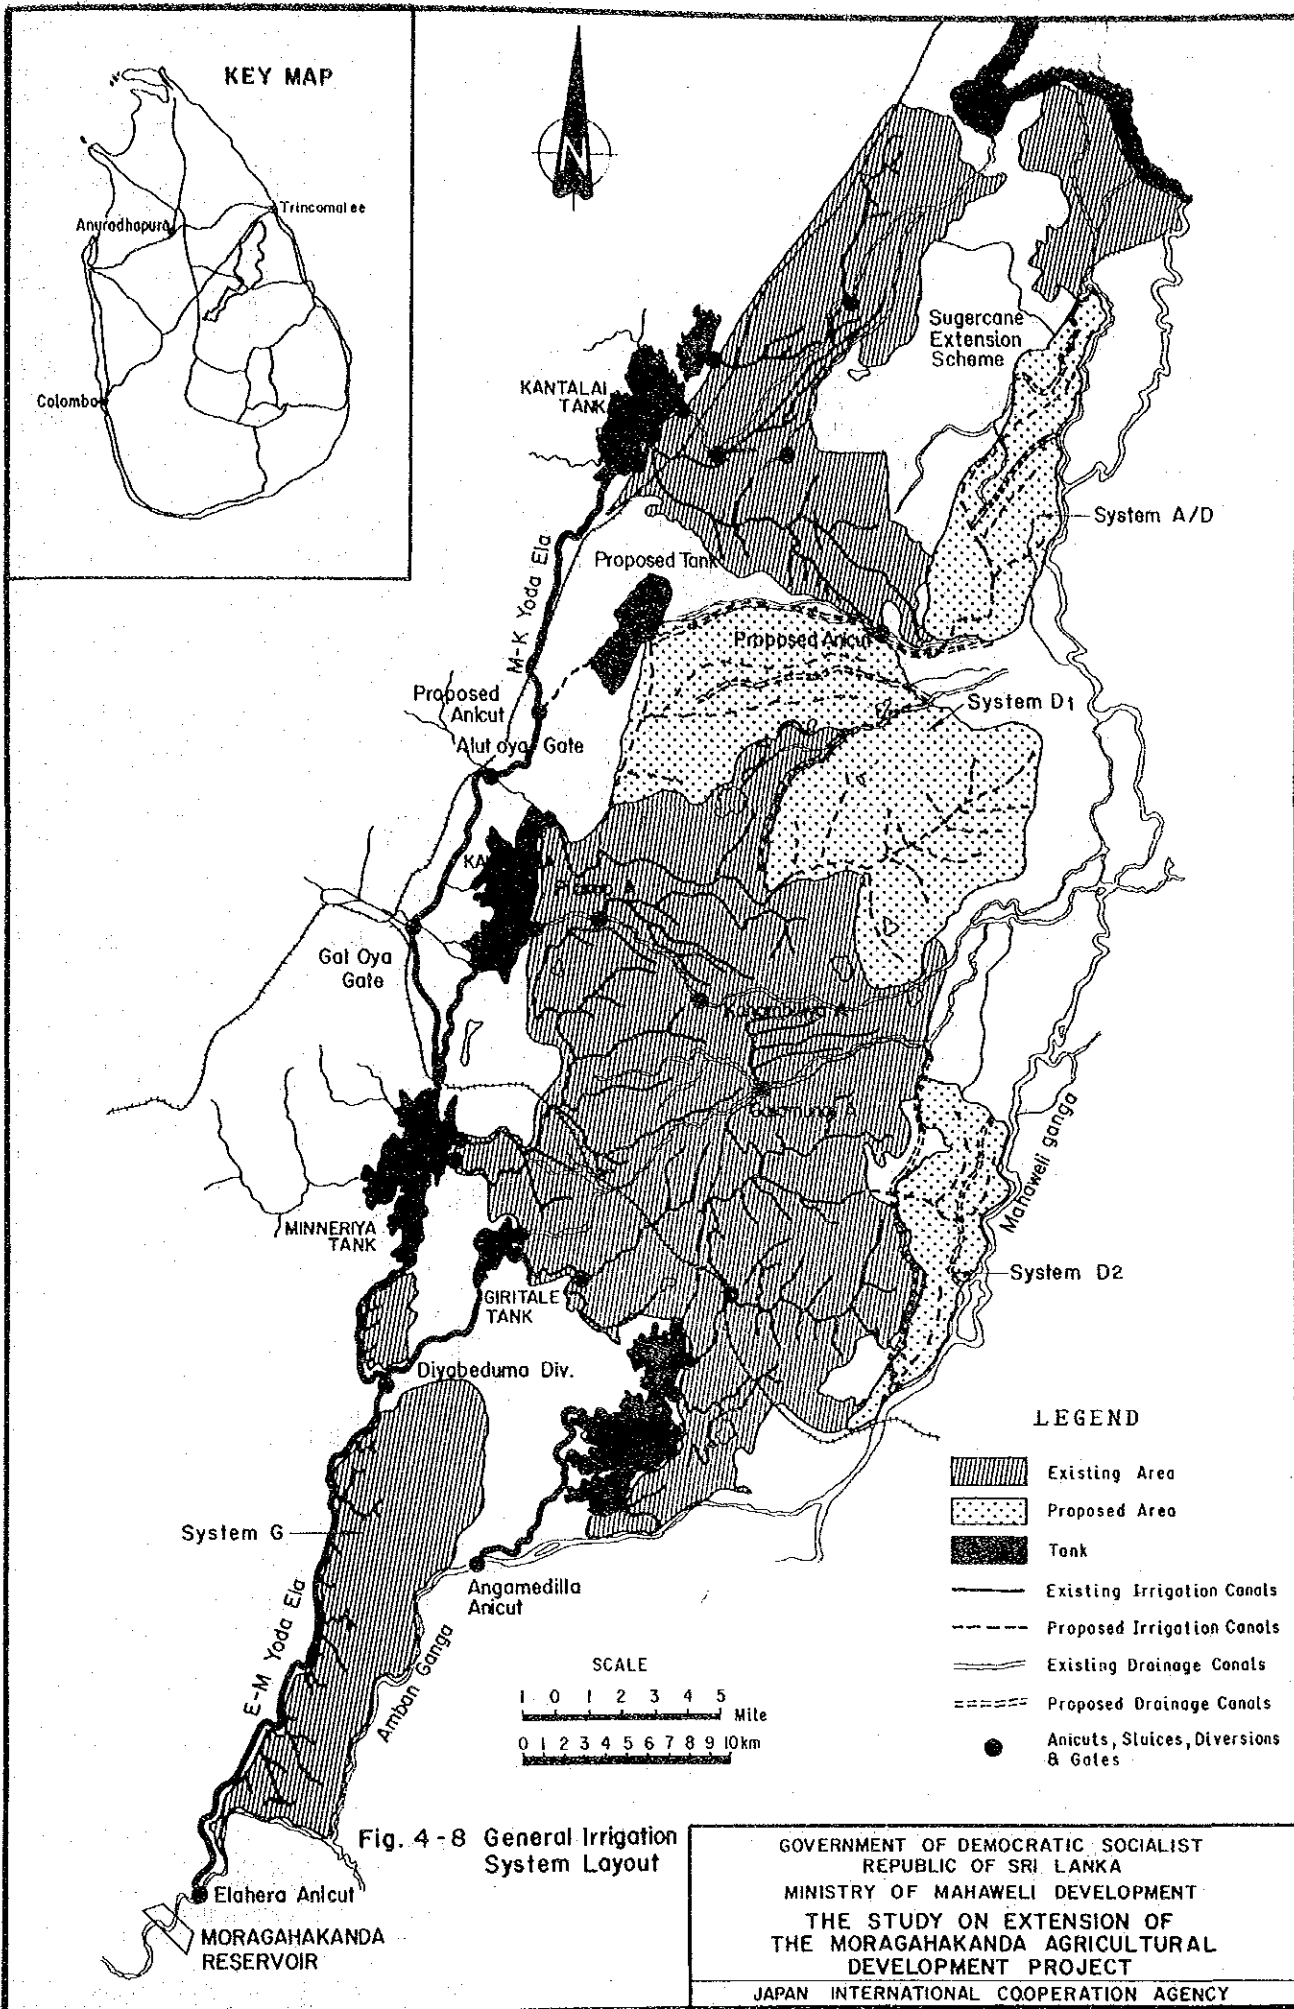 KEY MAP
Trincomalee
Anuradhapura
Colombo
N
Sugercane
Extension
Scheme
KANTALAI
TANK
System A/D
M-K Yoda Ela
Proposed Tank
Proposed Anicut
Proposed
Anicut
System D1
Alut oya Gate
Gal Oya
Gate
Mahaweli ganga
MINNERIYA
TANK
GIRITALE
TANK
System D2
Diyabeduma Div.
System G
Angamedilla
Anicut
E-M Yoda Ela
Amban Ganga
LEGEND
Existing Area
Proposed Area
Tank
Existing Irrigation Canals
Proposed Irrigation Canals
Existing Drainage Canals
Proposed Drainage Canals
Anicuts, Sluices, Diversions
& Gates
SCALE
1 0 1 2 3 4 5
Mile
0 1 2 3 4 5 6 7 8 9 10km
Fig. 4-8 General Irrigation
System Layout
Elahera Anicut
MORAGAHAKANDA
RESERVOIR
GOVERNMENT OF DEMOCRATIC SOCIALIST
REPUBLIC OF SRI LANKA
MINISTRY OF MAHAWELI DEVELOPMENT
THE STUDY ON EXTENSION OF
THE MORAGAHAKANDA AGRICULTURAL
DEVELOPMENT PROJECT
JAPAN INTERNATIONAL COOPERATION AGENCY